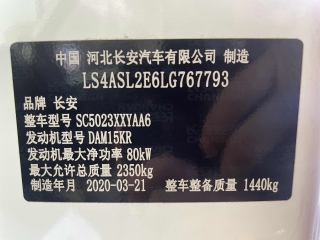 中国 河北长安汽车有限公司 制造
LS4ASL2E6LG767793
品牌 长安
整车型号 SC5023XXYAA6
发动机型号 DAM15KR
发动机最大净功率 80kW
最大允许总质量 2350kg
制造年月 2020-03-21 整车整备质量 1440kg